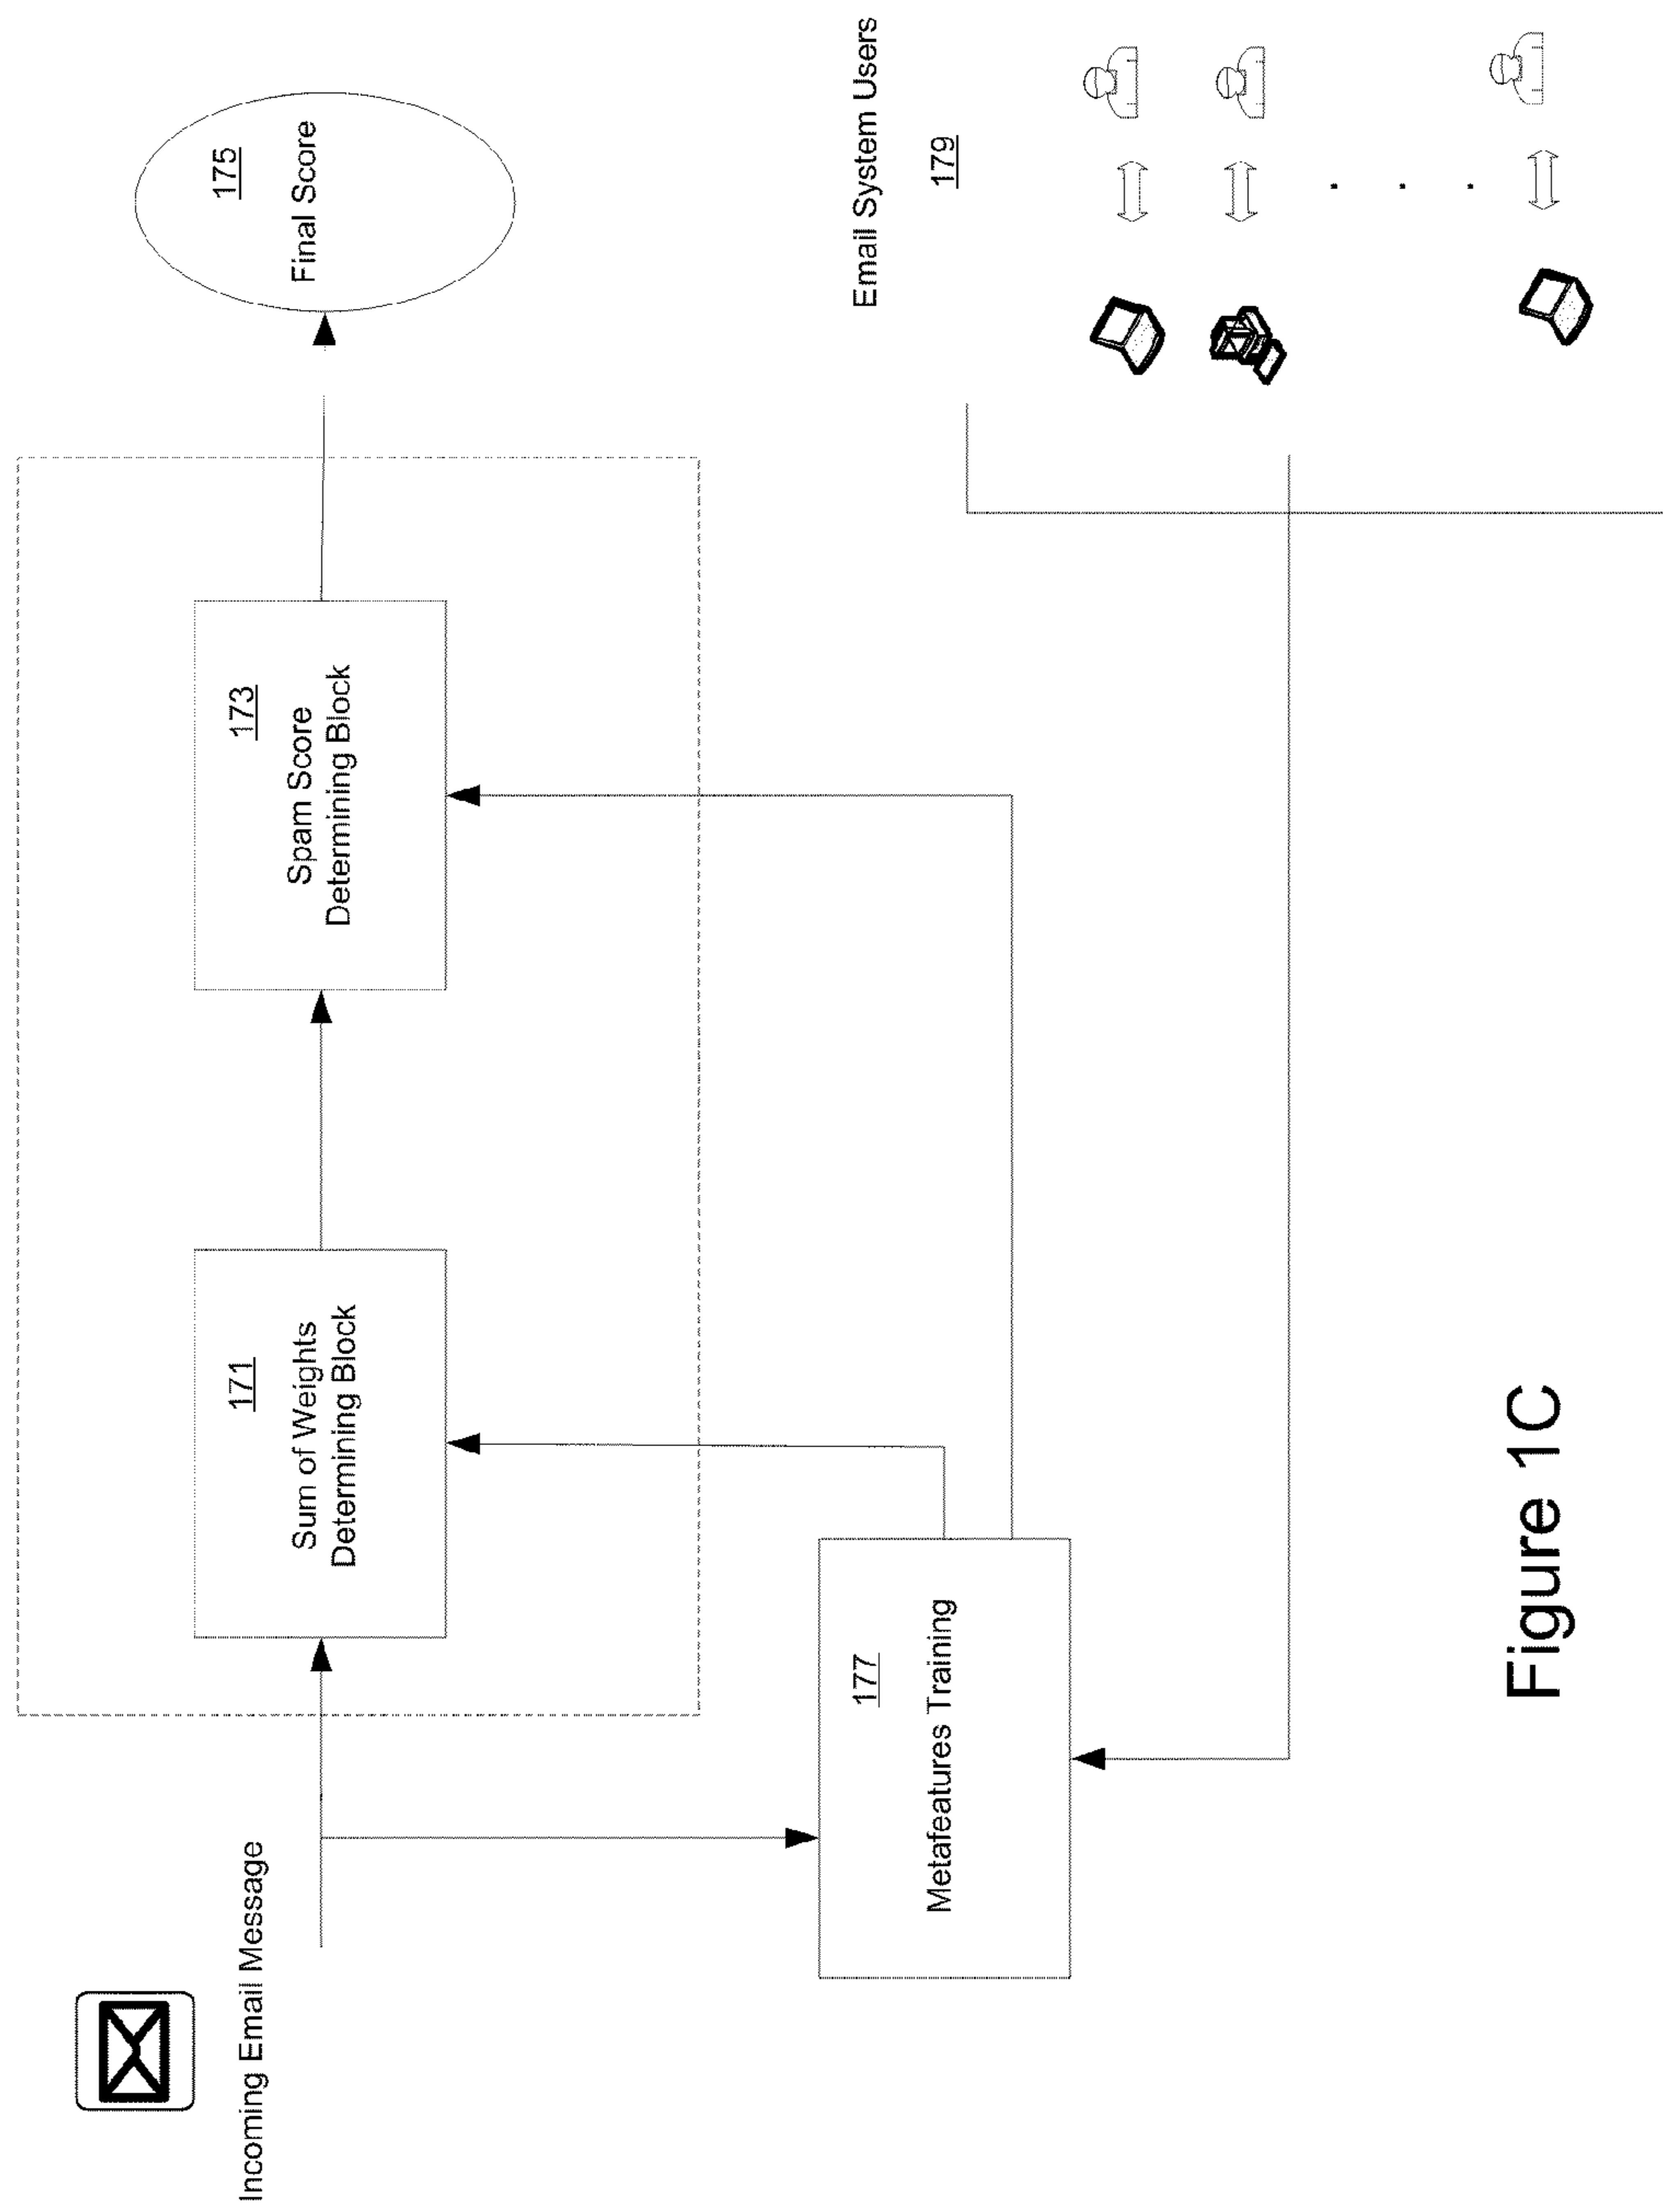 Incoming Email Message
171
Sum of Weights
Determining Block
173
Spam Score
Determining Block
175
Final Score
177
Metafeatures Training
Email System Users
179
Figure 1C